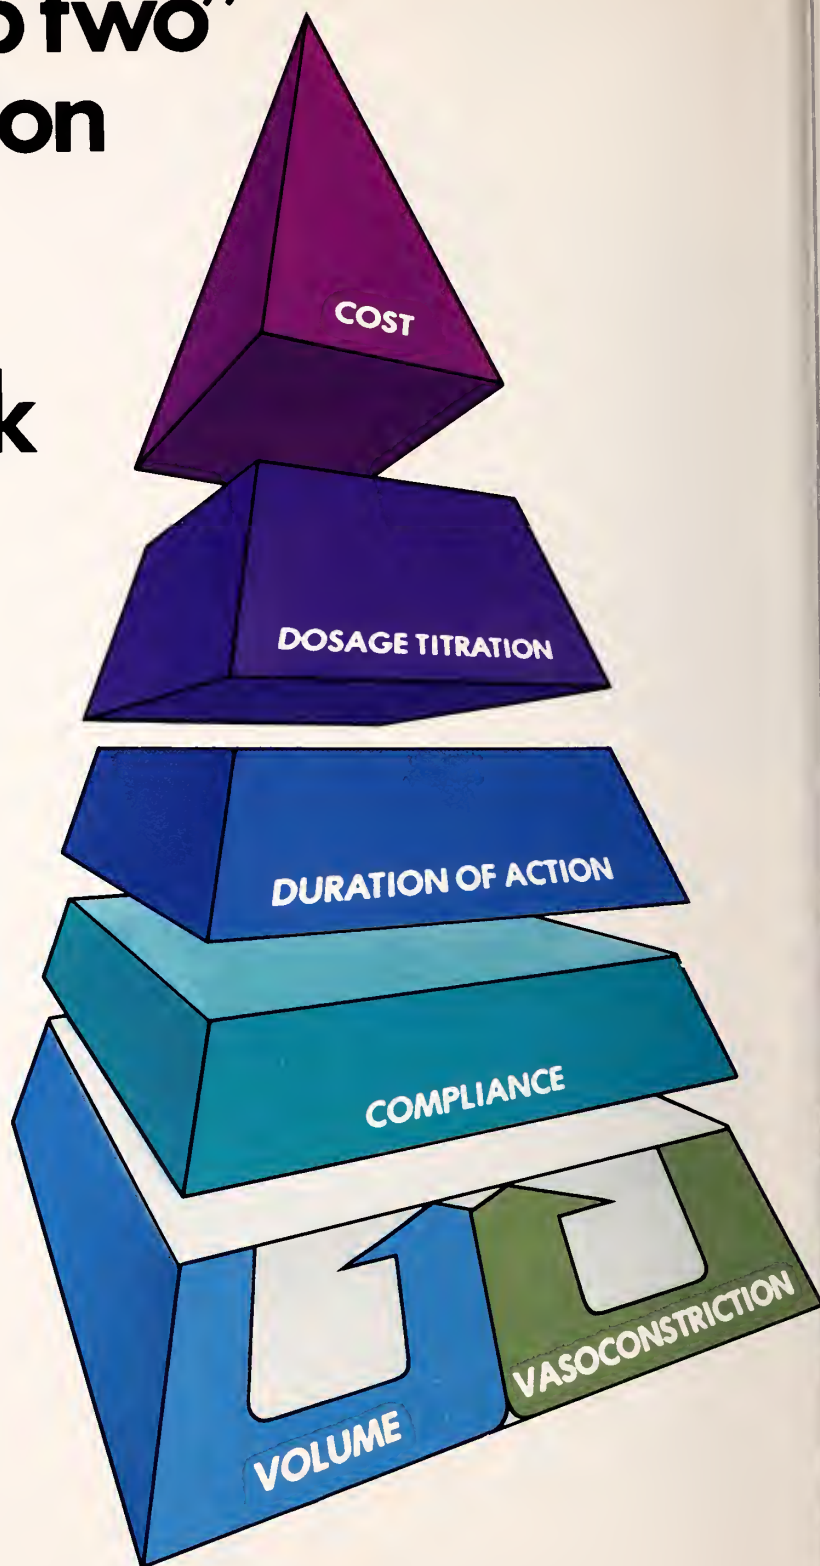 two”
on
k
COST
DOSAGE TITRATION
DURATION OF ACTION
COMPLIANCE
VOLUME
VASOCONSTRICTION